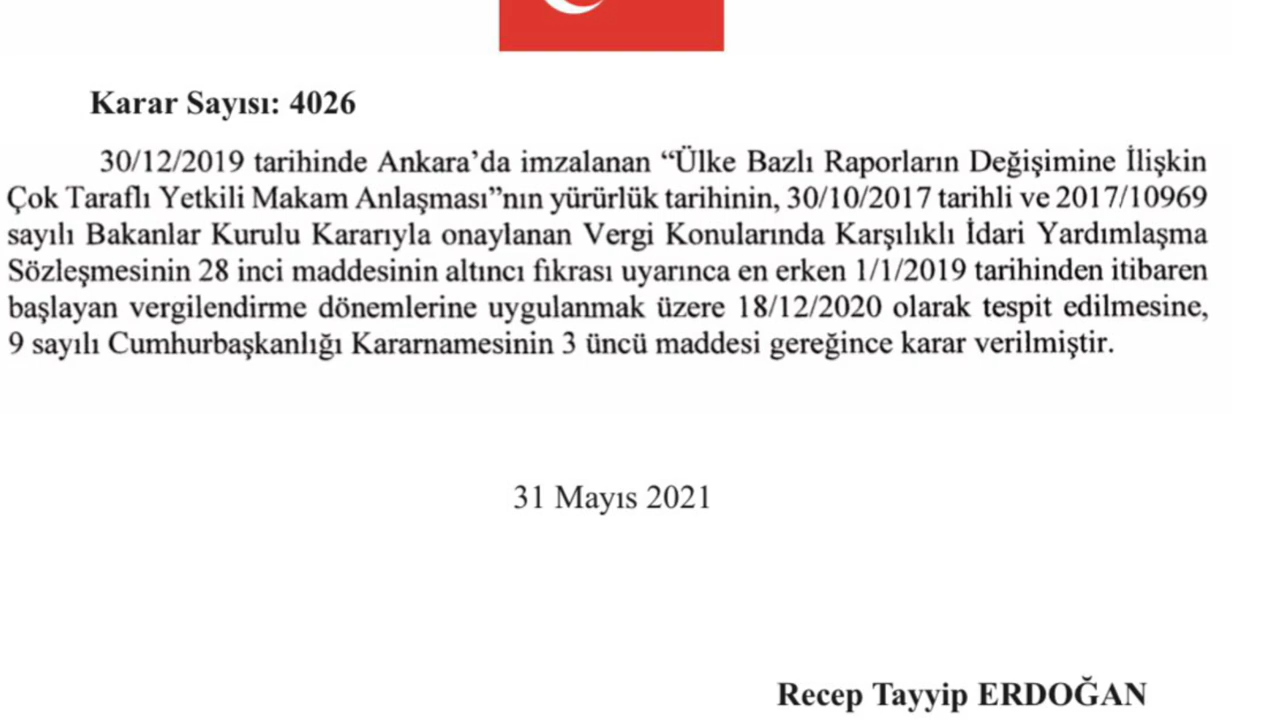 Karar Sayısı: 4026
30/12/2019 tarihinde Ankara’da imzalanan “Ülke Bazlı Raporların Değişimine İlişkin
Çok Taraflı Yetkili Makam Anlaşması”nın yürürlük tarihinin, 30/10/2017 tarihli ve 2017/10969
sayılı Bakanlar Kurulu Kararıyla onaylanan Vergi Konularında Karşılıklı İdari Yardımlaşma
Sözleşmesinin 28 inci maddesinin altıncı fıkrası uyarınca en erken 1/1/2019 tarihinden itibaren
başlayan vergilendirme dönemlerine uygulanmak üzere 18/12/2020 olarak tespit edilmesine,
9 sayılı Cumhurbaşkanlığı Kararnamesinin 3 üncü maddesi gereğince karar verilmiştir.
31 Mayıs 2021
Recep Tayyip ERDOĞAN